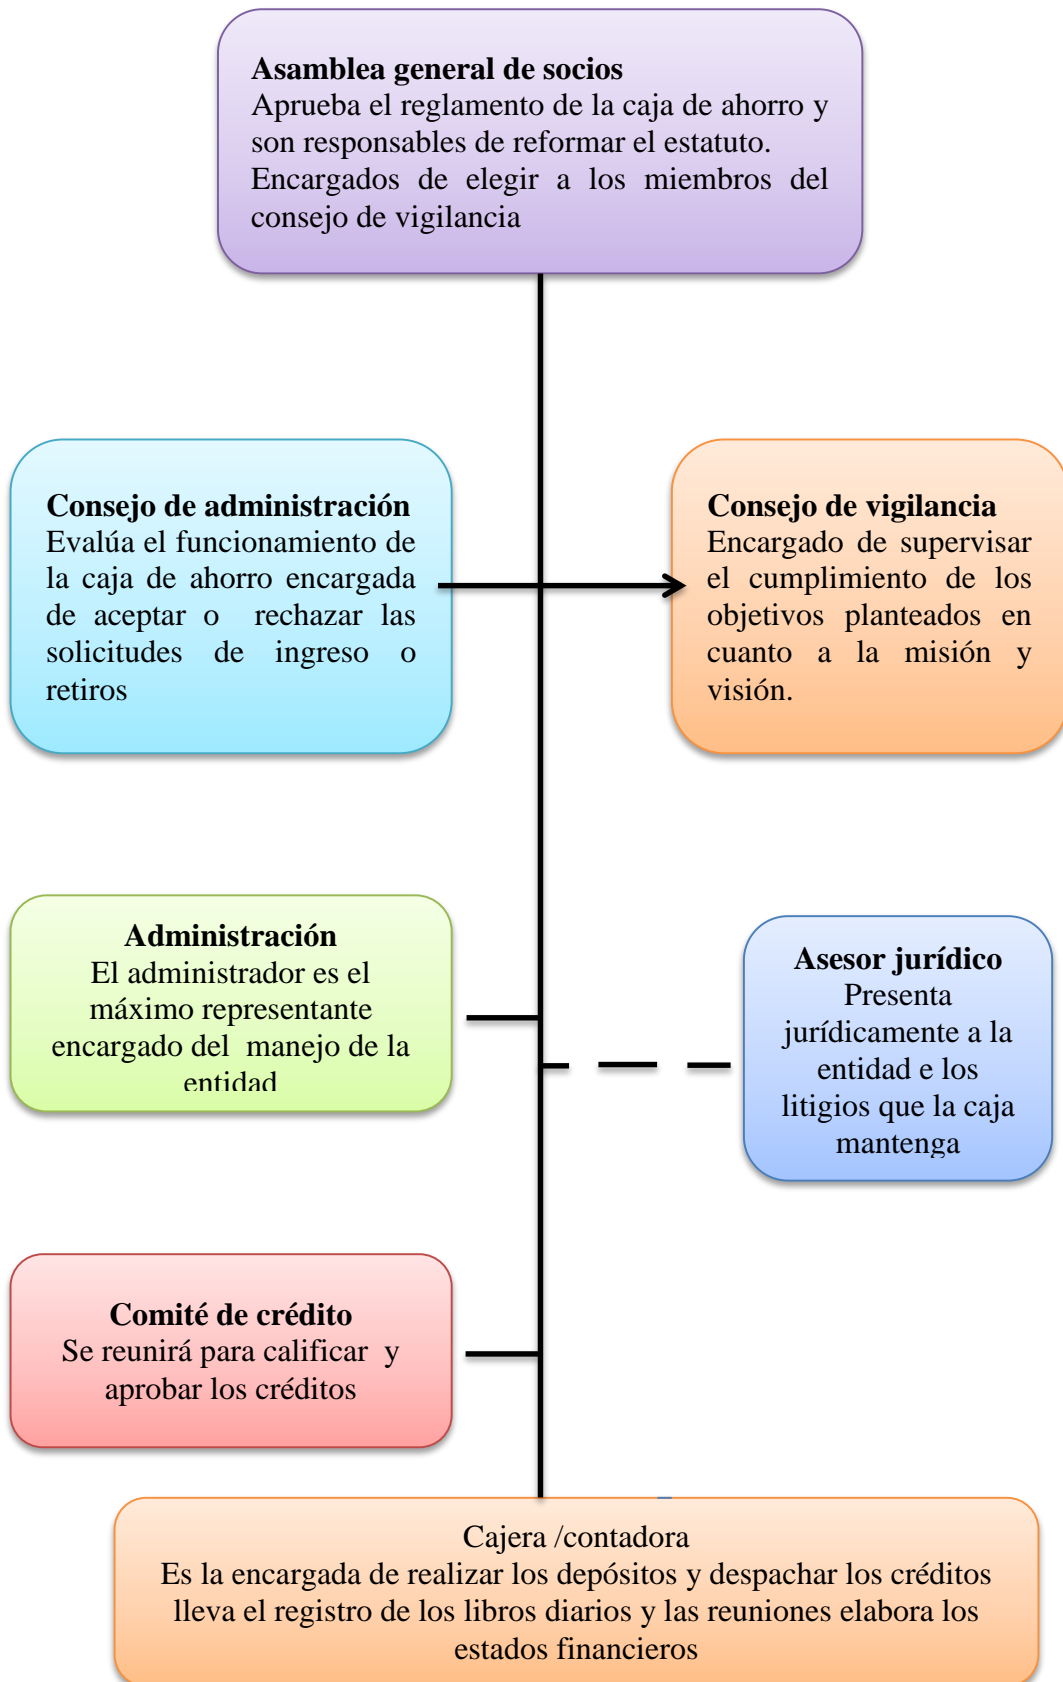 Asamblea general de socios
Aprueba el reglamento de la caja de ahorro y
son responsables de reformar el estatuto.
Encargados de elegir a los miembros del
consejo de vigilancia
Consejo de administración
Evalúa el funcionamiento de
la caja de ahorro encargada
de aceptar o rechazar las
solicitudes de ingreso o
retiros
Consejo de vigilancia
Encargado de supervisar
el cumplimiento de los
objetivos planteados en
cuanto a la misión y
visión.
Administración
El administrador es el
máximo representante
encargado del manejo de la
entidad
Asesor jurídico
Presenta
jurídicamente a la
entidad e los
litigios que la caja
mantenga
Comité de crédito
Se reunirá para calificar y
aprobar los créditos
Cajera /contadora
Es la encargada de realizar los depósitos y despachar los créditos
lleva el registro de los libros diarios y las reuniones elabora los
estados financieros